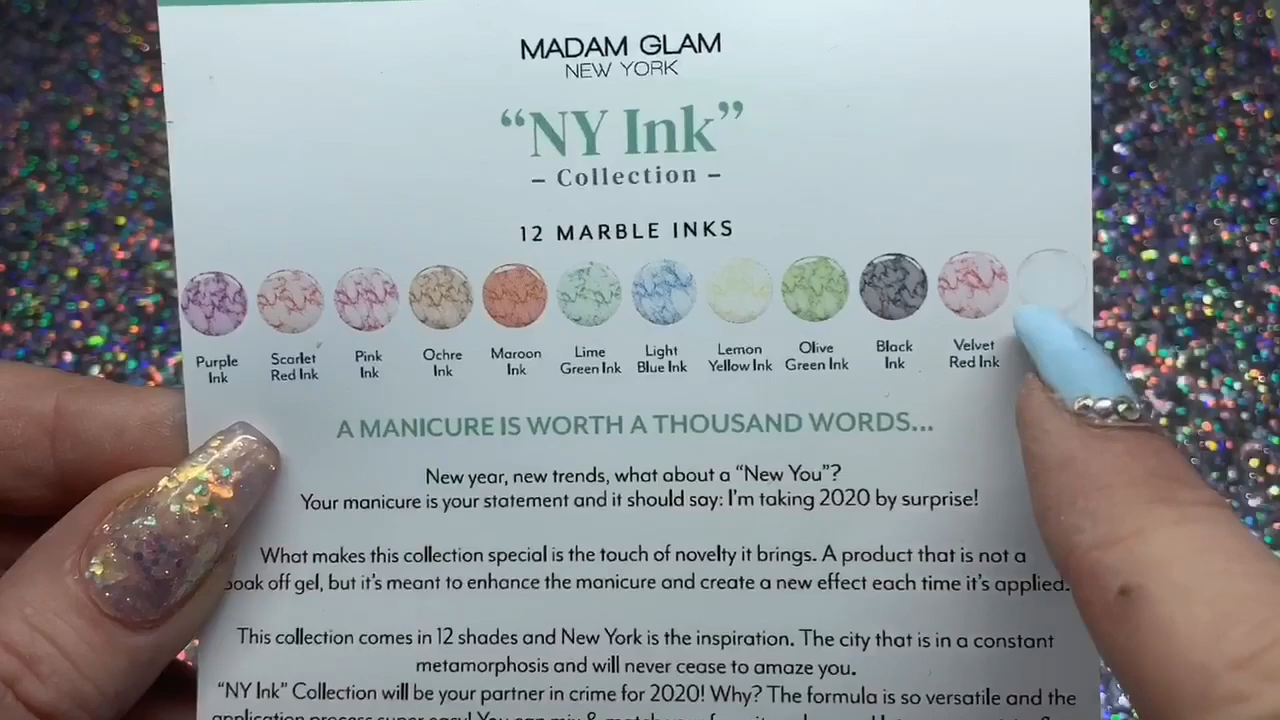 MADAM GLAM
NEW YORK
“NY Ink”
– Collection –
12 MARBLE INKS
Purple Ink
Scarlet Red Ink
Pink Ink
Ochre Ink
Maroon Ink
Lime Green Ink
Light Blue Ink
Lemon Yellow Ink
Olive Green Ink
Black Ink
Velvet Red Ink
A MANICURE IS WORTH A THOUSAND WORDS...
New year, new trends, what about a “New You”?
Your manicure is your statement and it should say: I'm taking 2020 by surprise!
What makes this collection special is the touch of novelty it brings. A product that is not a
soak off gel, but it's meant to enhance the manicure and create a new effect each time it's applied.
This collection comes in 12 shades and New York is the inspiration. The city that is in a constant
metamorphosis and will never cease to amaze you.
“NY Ink” Collection will be your partner in crime for 2020! Why? The formula is so versatile and the